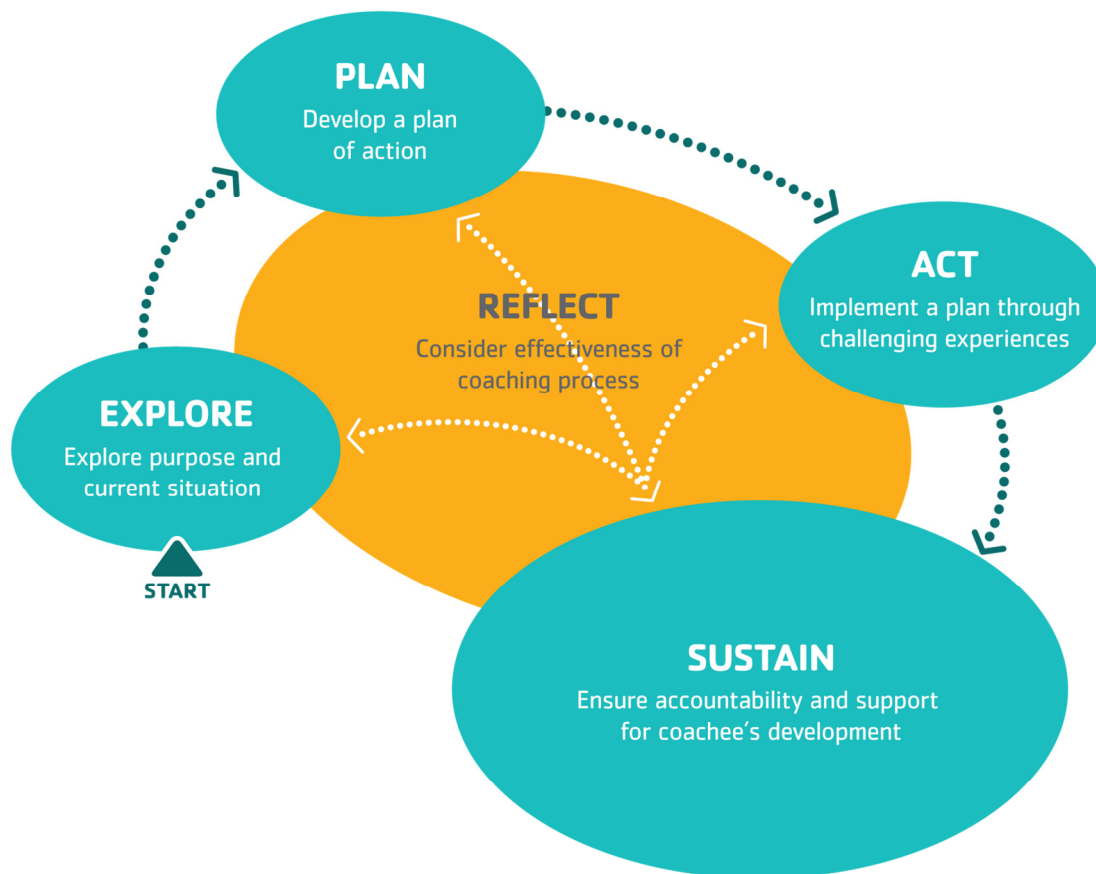 PLAN
Develop a plan
of action
REFLECT
Consider effectiveness of
coaching process
ACT
Implement a plan through
challenging experiences
EXPLORE
Explore purpose and
current situation
START
SUSTAIN
Ensure accountability and support
for coachee’s development